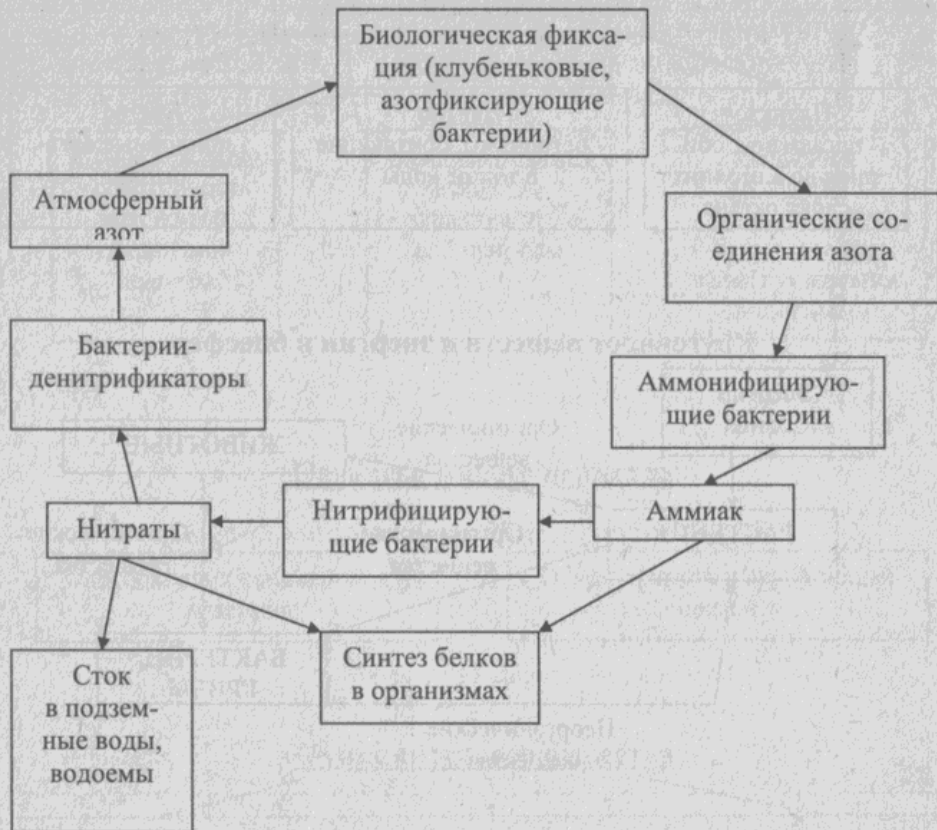 Биологическая фикса-
ция (клубеньковые,
азотфиксирующие
бактерии)
Атмосферный
азот
Органические со-
единения азота
Бактерии-
денитрификаторы
Аммонифицирую-
щие бактерии
Нитраты
Нитрифицирую-
щие бактерии
Аммиак
Сток
в подзем-
ные воды,
водоемы
Синтез белков
в организмах